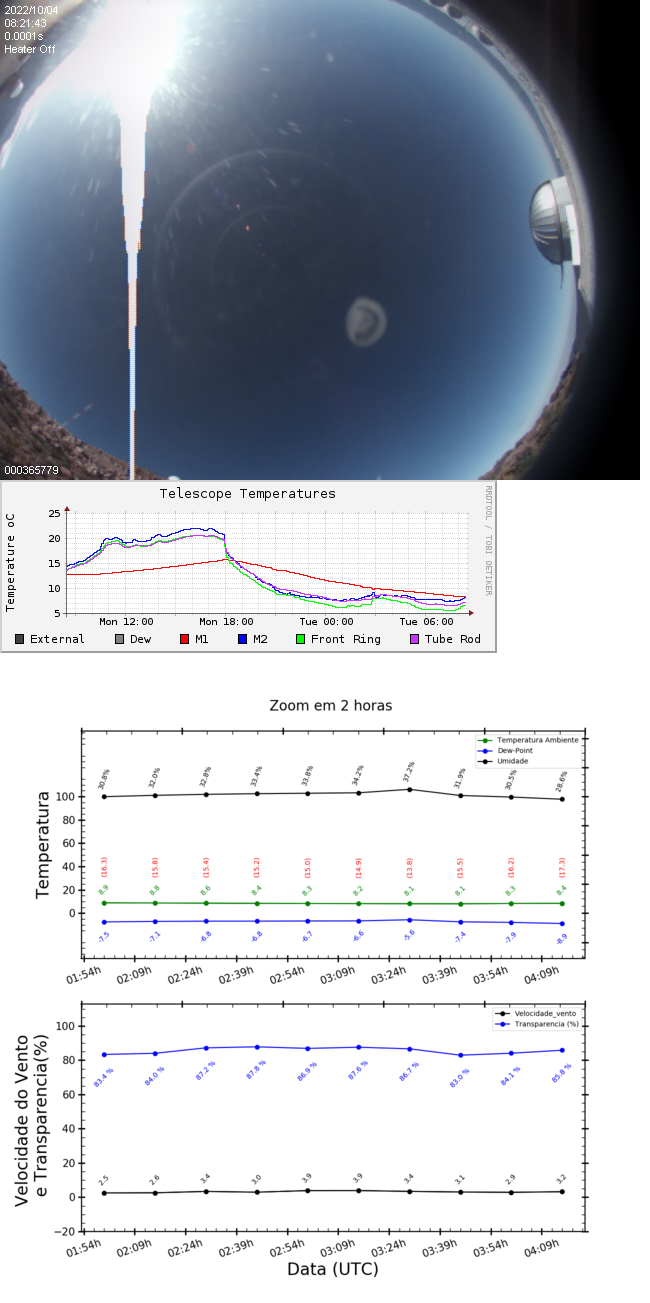 2022/10/04
08:21:43
0.0001s
Heater Off
000365779
Telescope Temperatures
RRDTOOL / TOBI OETIKER
Temperature oC
25
20
15
10
5
Mon 12:00 Mon 18:00 Tue 00:00 Tue 06:00
External Dew M1 M2 Front Ring Tube Rod
Zoom em 2 horas
Temperatura Ambiente
Dew-Point
Umidade
Temperatura
100
80
60
40
20
0
30.8% 32.0% 32.8% 33.4% 33.8% 34.2% 37.2% 31.9% 30.5% 28.6%
(16.3) (15.8) (15.4) (15.2) (15.0) (14.9) (13.8) (15.5) (16.2) (17.3)
8.9 8.8 8.6 8.4 8.3 8.2 8.1 8.1 8.3 8.4
-7.5 -7.1 -6.8 -6.8 -6.7 -6.6 -5.6 -7.4 -7.9 -8.9
01:54h 02:09h 02:24h 02:39h 02:54h 03:09h 03:24h 03:39h 03:54h 04:09h
Velocidade_vento
Transparencia (%)
Velocidade do Vento
e Transparencia(%)
100
80
60
40
20
0
−20
83.4 % 84.0 % 87.2 % 87.8 % 86.9 % 87.6 % 86.7 % 83.0 % 84.1 % 85.8 %
2.5 2.6 3.4 3.0 3.9 3.9 3.4 3.1 2.9 3.2
01:54h 02:09h 02:24h 02:39h 02:54h 03:09h 03:24h 03:39h 03:54h 04:09h
Data (UTC)